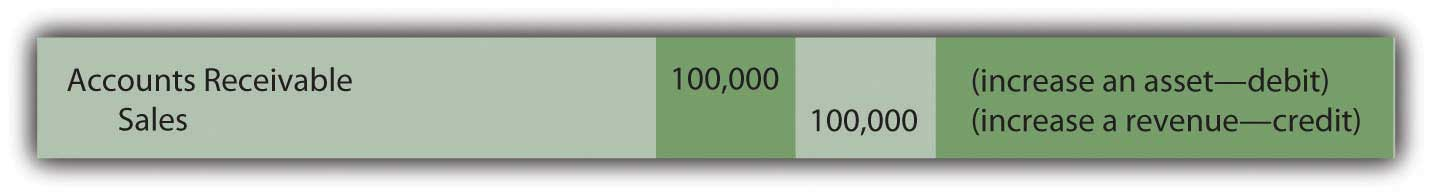 Accounts Receivable 100,000 (increase an asset—debit)
Sales 100,000 (increase a revenue—credit)